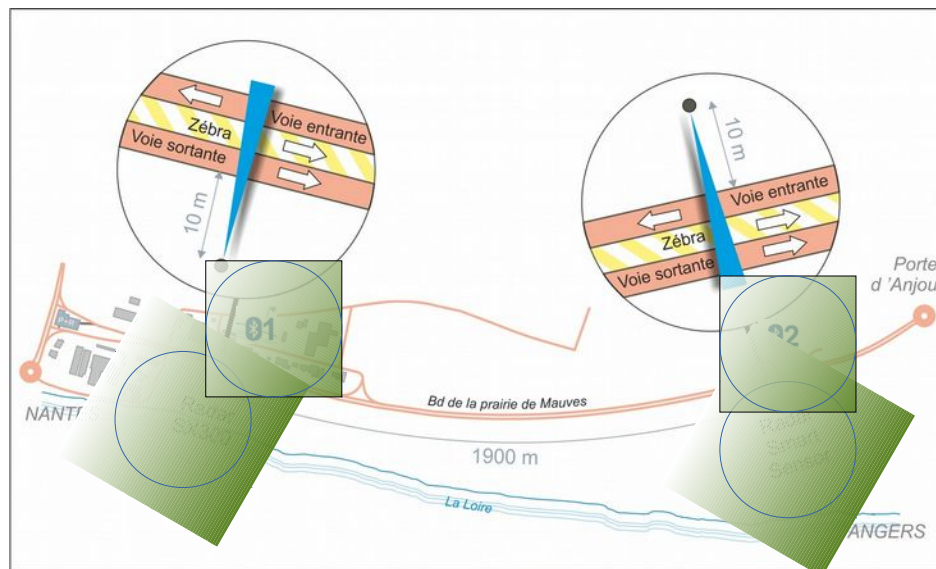 Voie entrante
Zébra
Voie sortante
10 m
10 m
Voie entrante
Zébra
Voie sortante
Porte
d 'Anjou
P+R
01
02
NANTES
Radar
SX300
Bd de la prairie de Mauves
Radar
Smart
Sensor
1900 m
La Loire
ANGERS